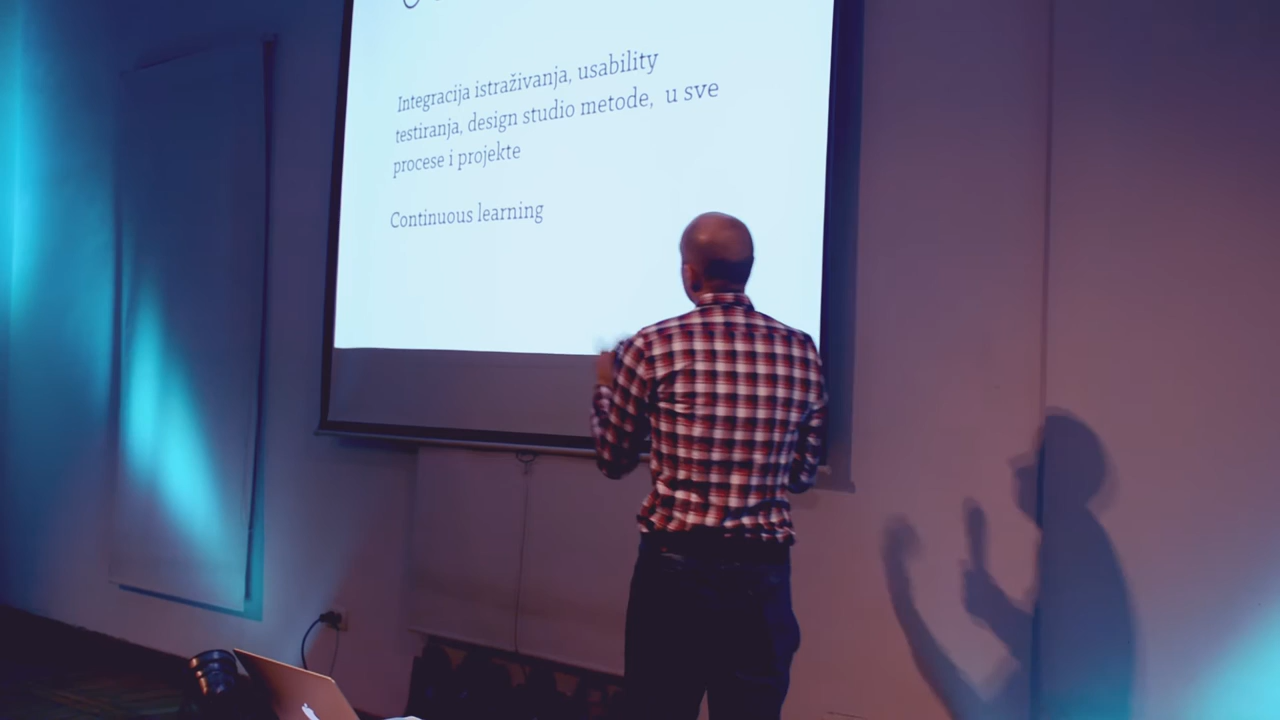 Integracija istraživanja, usability
testiranja, design studio metode, u sve
procese i projekte
Continuous learning